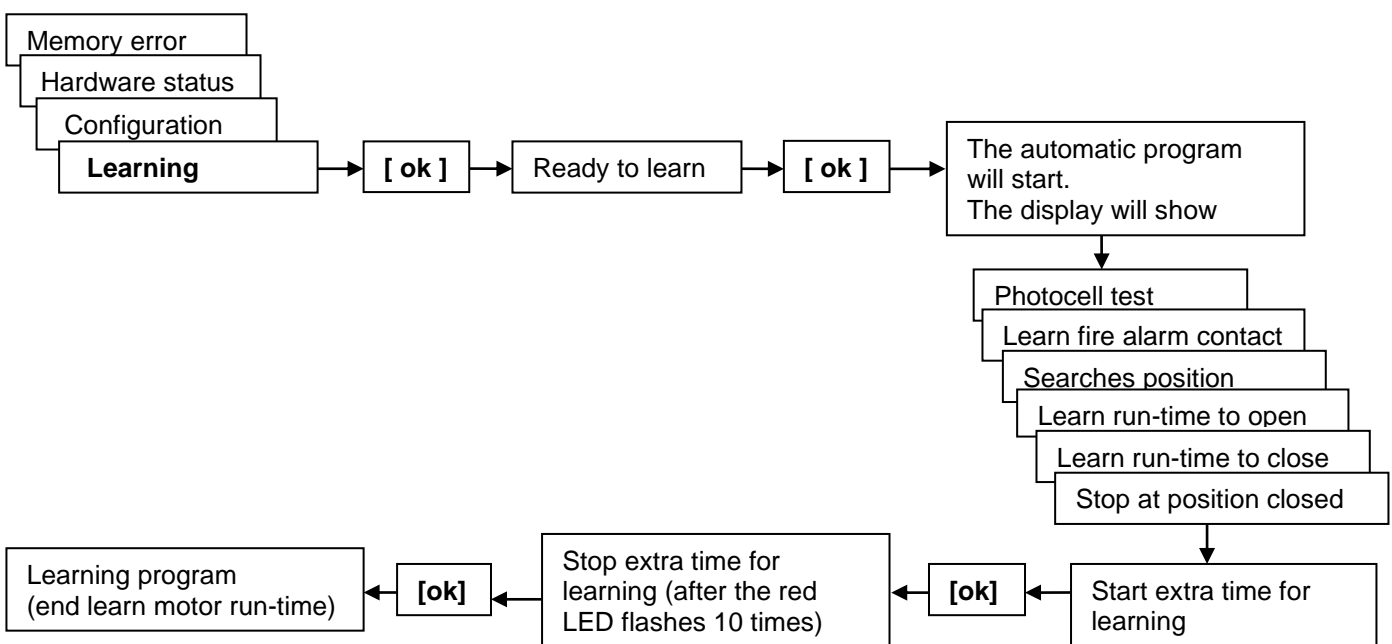 Memory error
Hardware status
Configuration
Learning
[ ok ]
Ready to learn
[ ok ]
The automatic program
will start.
The display will show
Photocell test
Learn fire alarm contact
Searches position
Learn run-time to open
Learn run-time to close
Stop at position closed
Start extra time for
learning
[ok]
Stop extra time for
learning (after the red
LED flashes 10 times)
[ok]
Learning program
(end learn motor run-time)